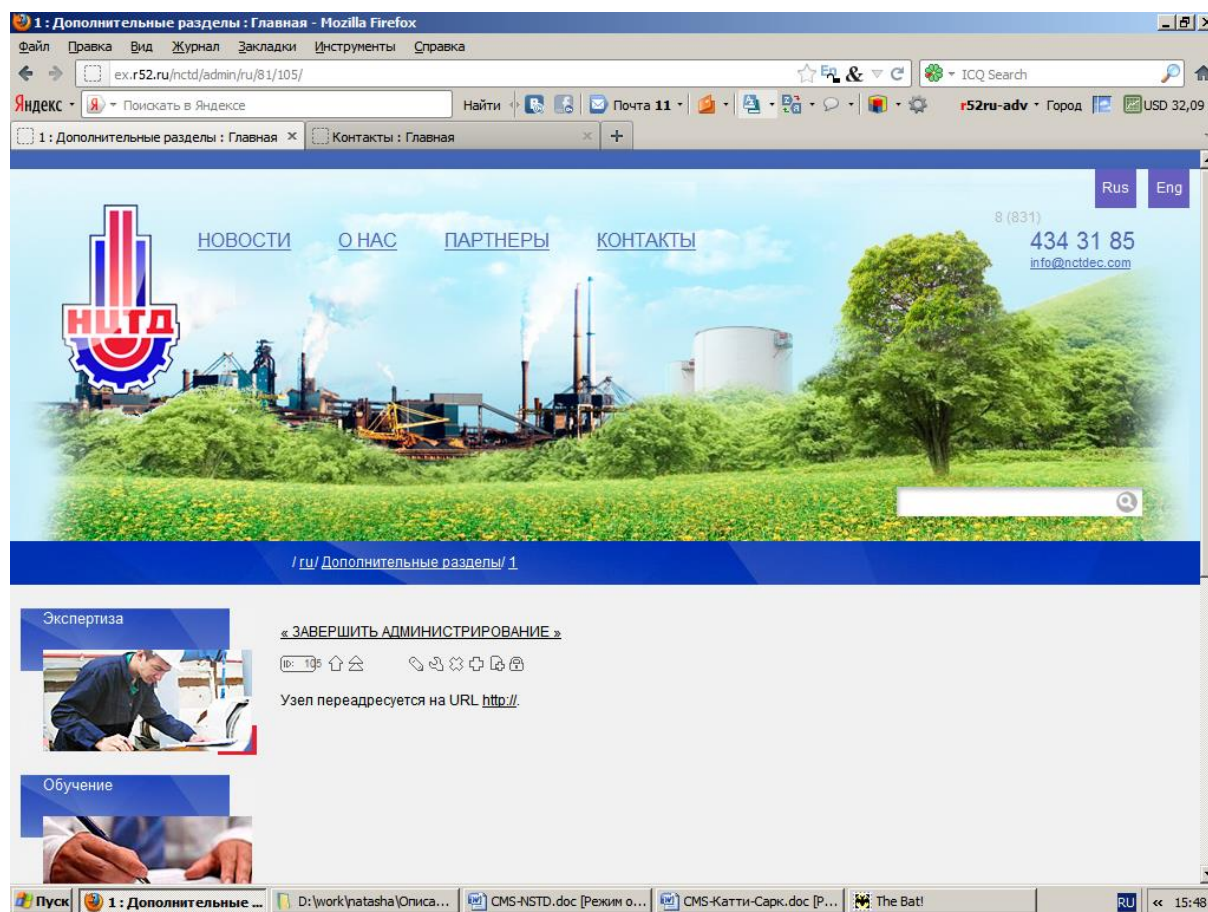 1 : Дополнительные разделы : Главная - Mozilla Firefox
Файл Правка Вид Журнал Закладки Инструменты Справка
ex.r52.ru/nctd/admin/ru/81/105/
ICQ Search
Яндекс
Поискать в Яндексе
Найти
Почта 11
r52ru-adv
Город
USD 32,09
1 : Дополнительные разделы : Главная
Контакты : Главная
Rus Eng
8 (831)
434 31 85
info@nctdec.com
НОВОСТИ О НАС ПАРТНЕРЫ КОНТАКТЫ
НЦТД
/ ru/ Дополнительные разделы/ 1
Экспертиза
« ЗАВЕРШИТЬ АДМИНИСТРИРОВАНИЕ »
ID: 105
Узел переадресуется на URL http://.
Обучение
Пуск
1 : Дополнительные ...
D:\work\natasha\Описа...
CMS-NSTD.doc [Режим о...
CMS-Катти-Сарк.doc [Р...
The Bat!
RU
« 15:48